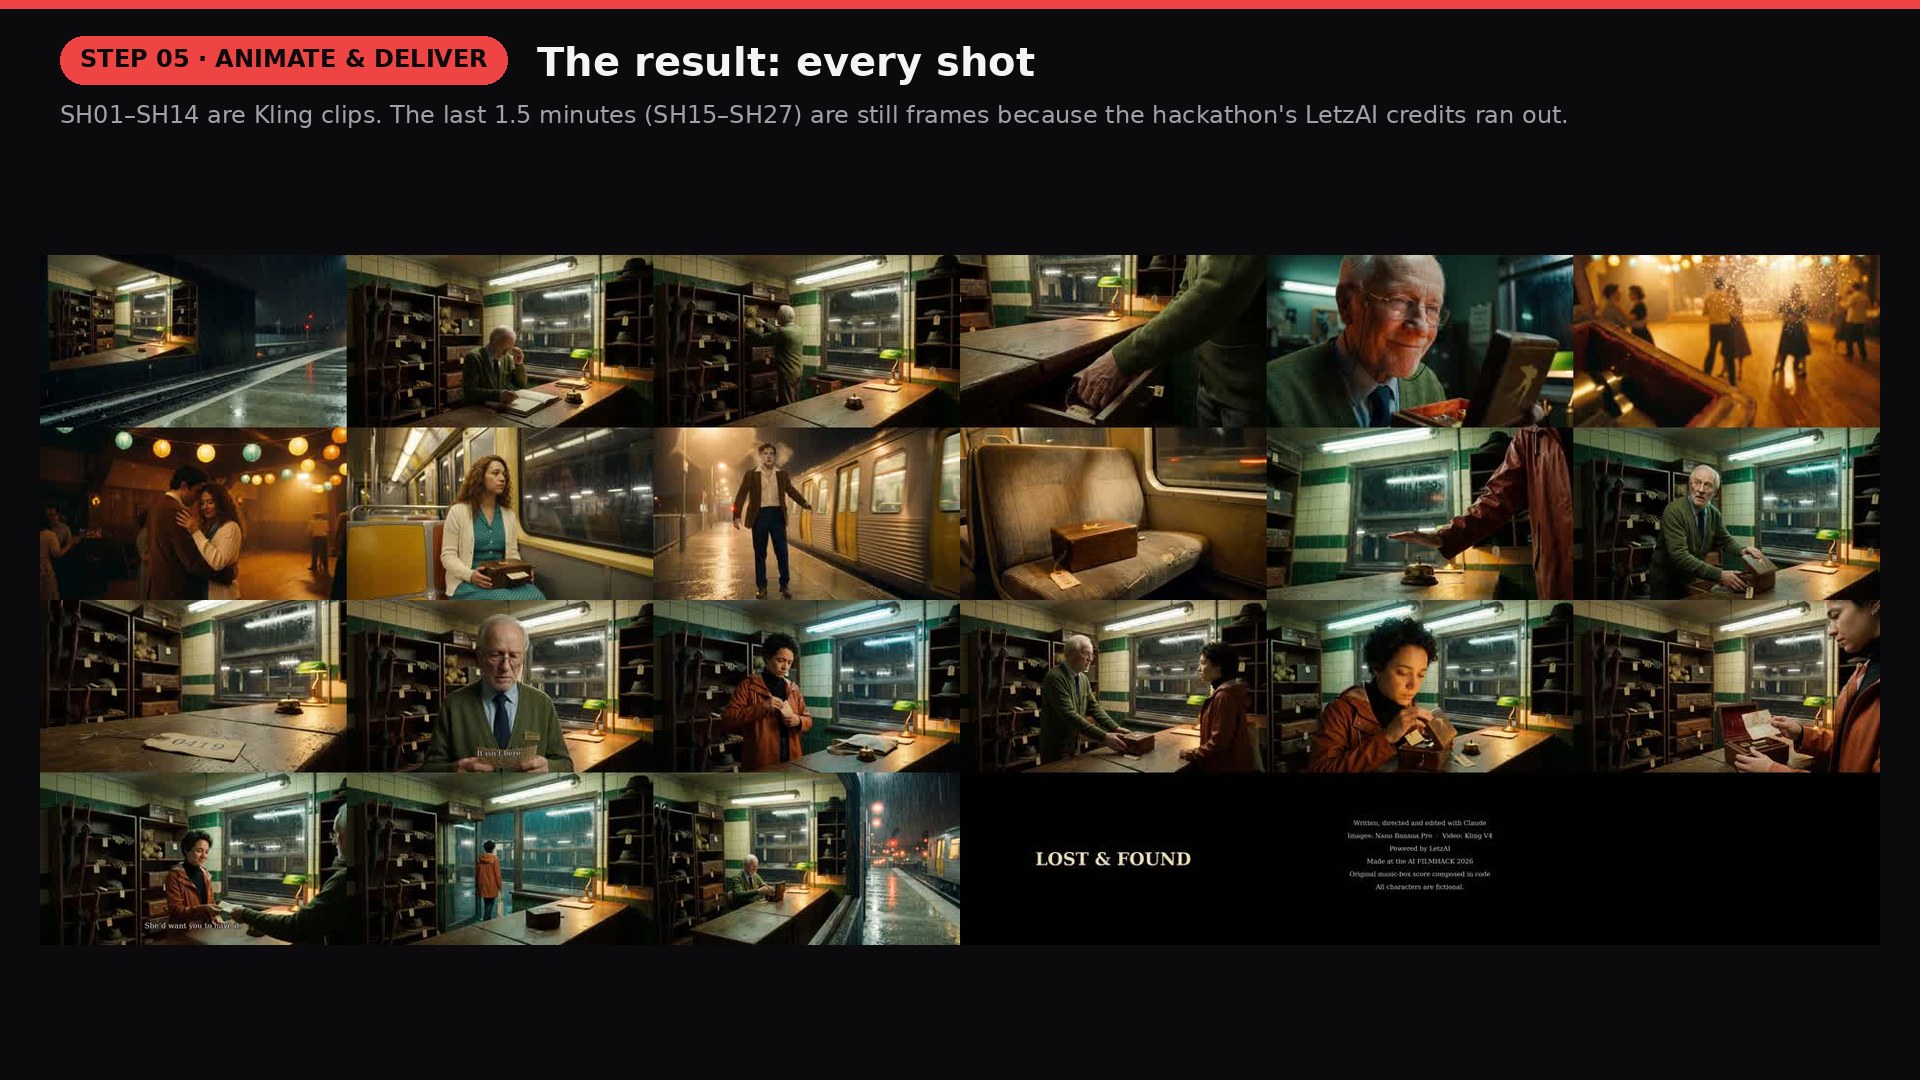 STEP 05 · ANIMATE & DELIVER
The result: every shot
SH01–SH14 are Kling clips. The last 1.5 minutes (SH15–SH27) are still frames because the hackathon's LetzAI credits ran out.
0419
It isn't here.
She'd want you to have it.
LOST & FOUND
Written, directed and edited with Claude
Images: Nano Banana Pro · Video: Kling V4
Powered by LetzAI
Made at the AI FILMHACK 2026
Original music-box score composed in code
All characters are fictional.